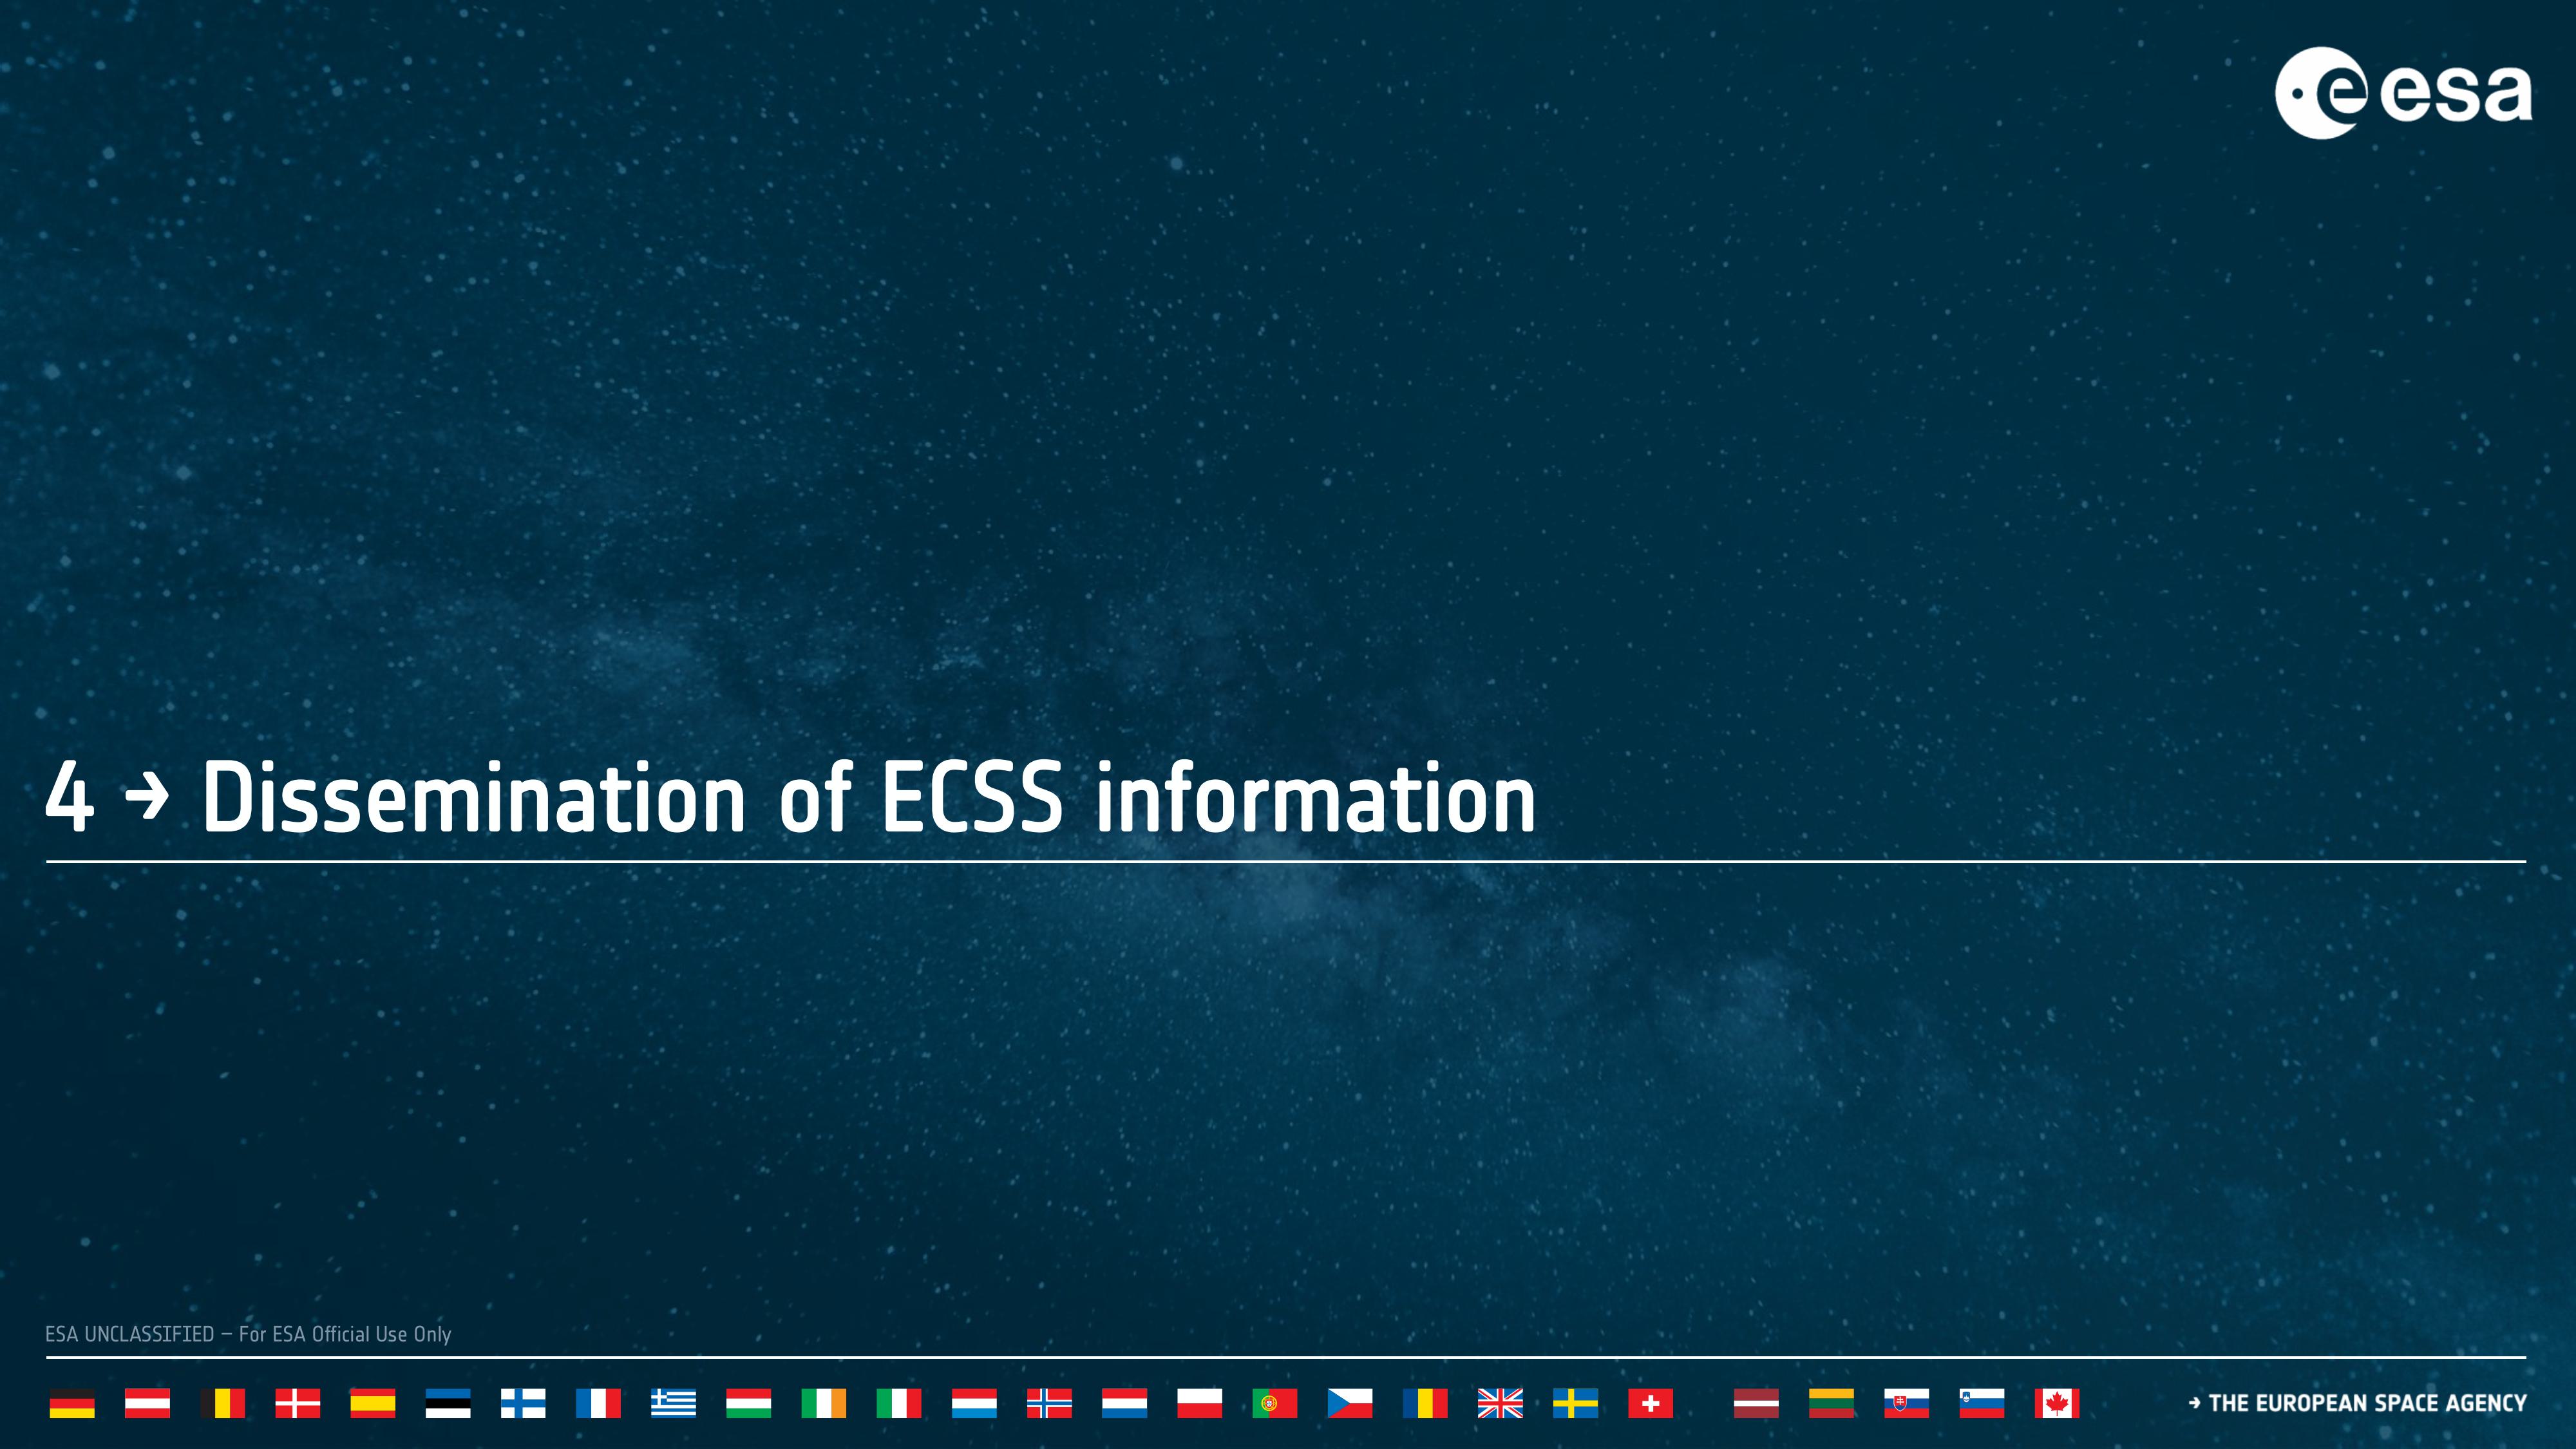 esa
4 → Dissemination of ECSS information
ESA UNCLASSIFIED – For ESA Official Use Only
→ THE EUROPEAN SPACE AGENCY